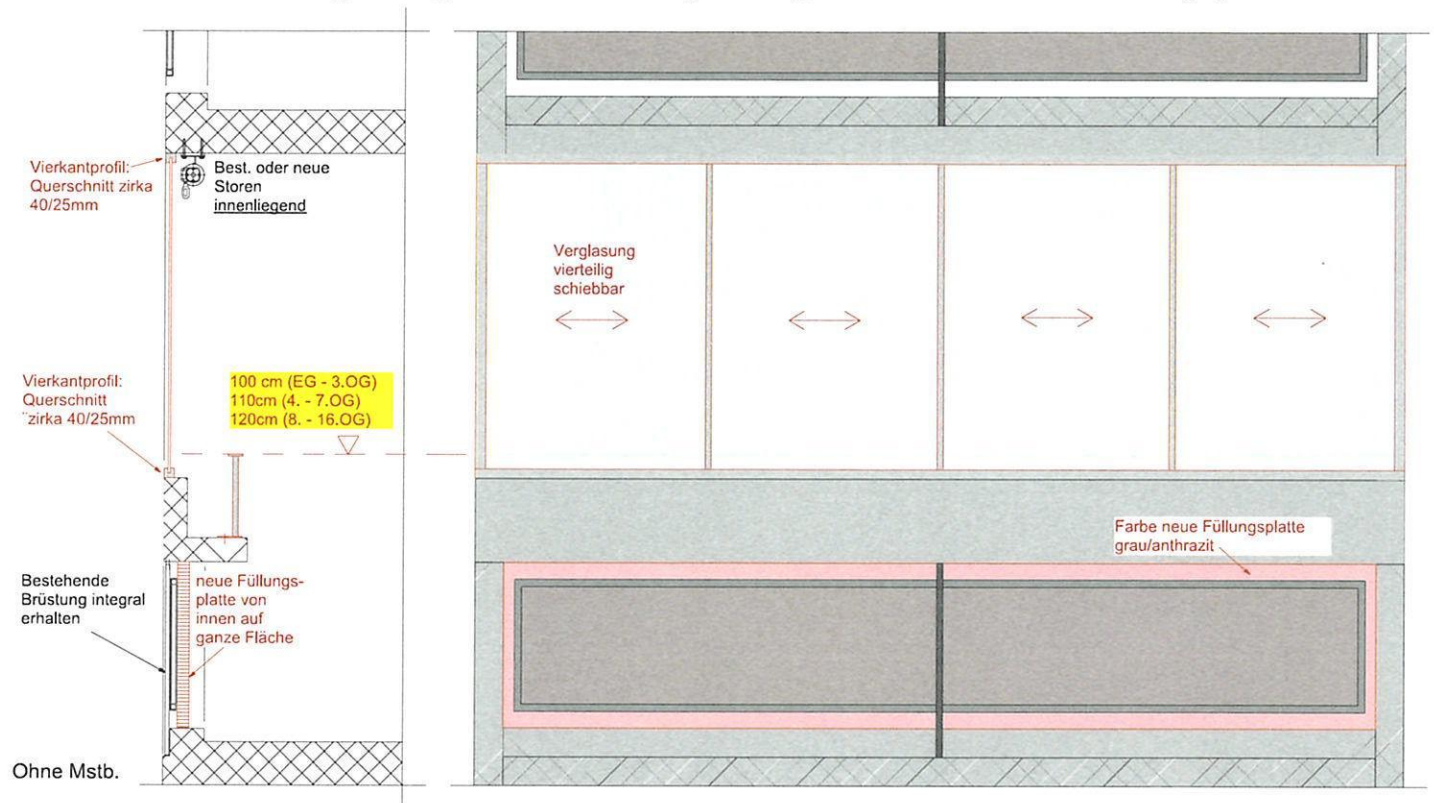 Vierkantprofil:
Querschnitt zirka
40/25mm
Best. oder neue
Storen
innenliegend
Verglasung
vierteilig
schiebbar
Vierkantprofil:
Querschnitt
zirka 40/25mm
100 cm (EG - 3.OG)
110cm (4. - 7.OG)
120cm (8. - 16.OG)
Farbe neue Füllungsplatte
grau/anthrazit
Bestehende
Brüstung integral
erhalten
neue Füllungs-
platte von
innen auf
ganze Fläche
Ohne Mstb.